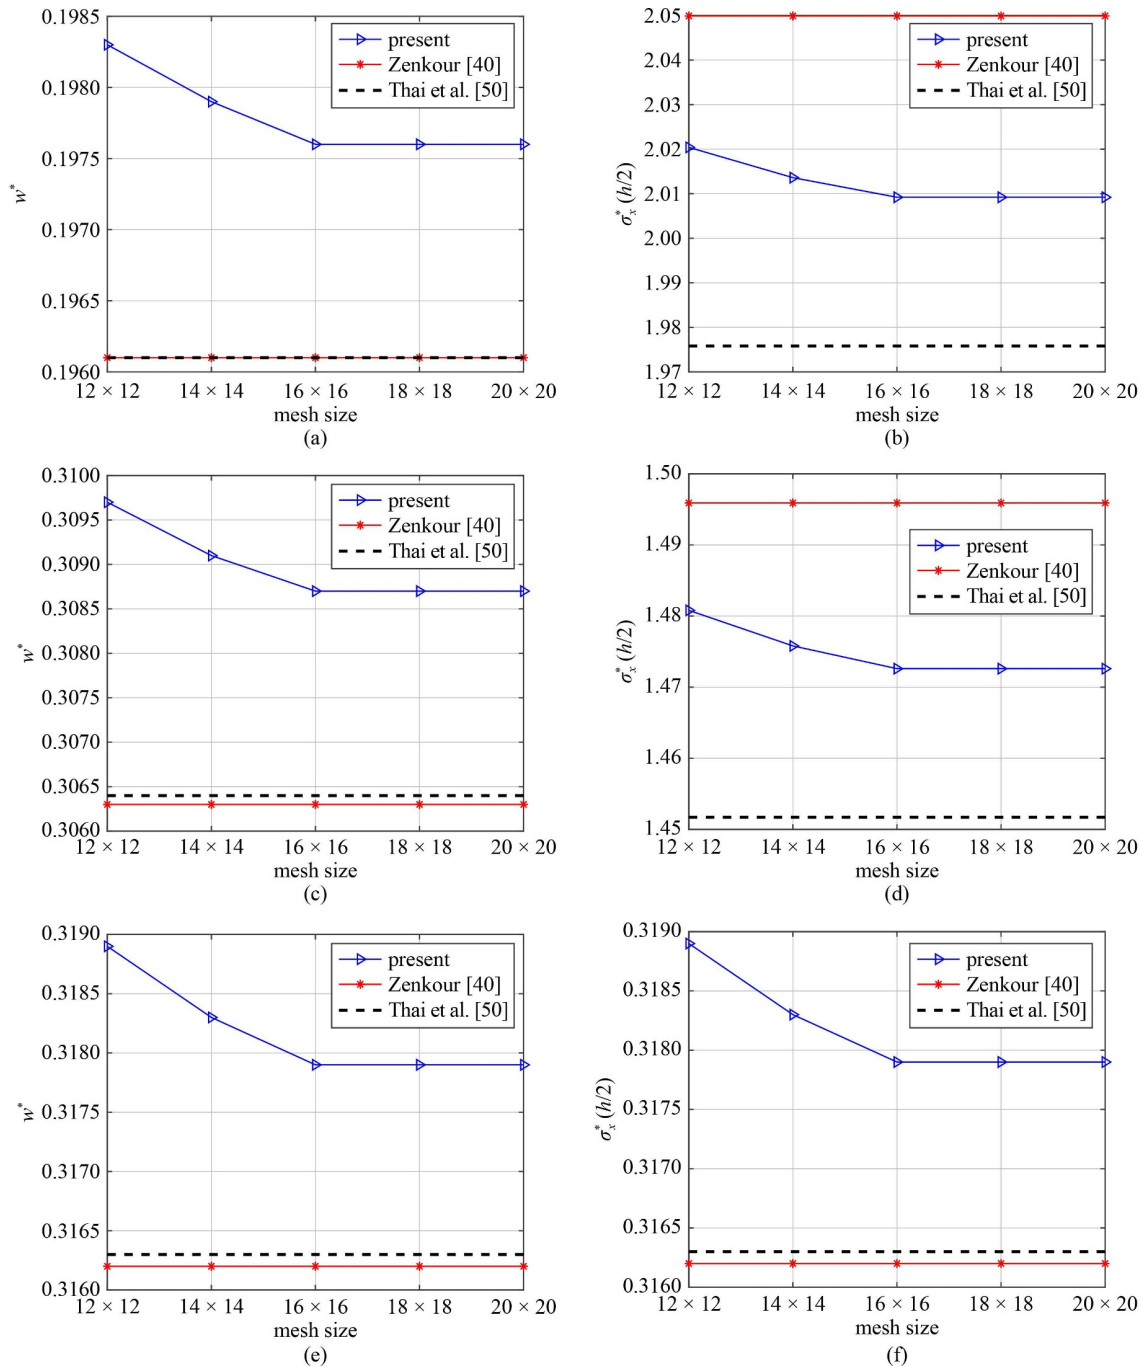 0.1985
0.1980
0.1975
0.1970
0.1965
0.1960
w*
present
Zenkour [40]
Thai et al. [50]
12 × 12
14 × 14
16 × 16
18 × 18
20 × 20
mesh size
(a)
2.05
2.04
2.03
2.02
2.01
2.00
1.99
1.98
1.97
σx* (h/2)
present
Zenkour [40]
Thai et al. [50]
12 × 12
14 × 14
16 × 16
18 × 18
20 × 20
mesh size
(b)
0.3100
0.3095
0.3090
0.3085
0.3080
0.3075
0.3070
0.3065
0.3060
w*
present
Zenkour [40]
Thai et al. [50]
12 × 12
14 × 14
16 × 16
18 × 18
20 × 20
mesh size
(c)
1.50
1.49
1.48
1.47
1.46
1.45
σx* (h/2)
present
Zenkour [40]
Thai et al. [50]
12 × 12
14 × 14
16 × 16
18 × 18
20 × 20
mesh size
(d)
0.3190
0.3185
0.3180
0.3175
0.3170
0.3165
0.3160
w*
present
Zenkour [40]
Thai et al. [50]
12 × 12
14 × 14
16 × 16
18 × 18
20 × 20
mesh size
(e)
0.3190
0.3185
0.3180
0.3175
0.3170
0.3165
0.3160
σx* (h/2)
present
Zenkour [40]
Thai et al. [50]
12 × 12
14 × 14
16 × 16
18 × 18
20 × 20
mesh size
(f)